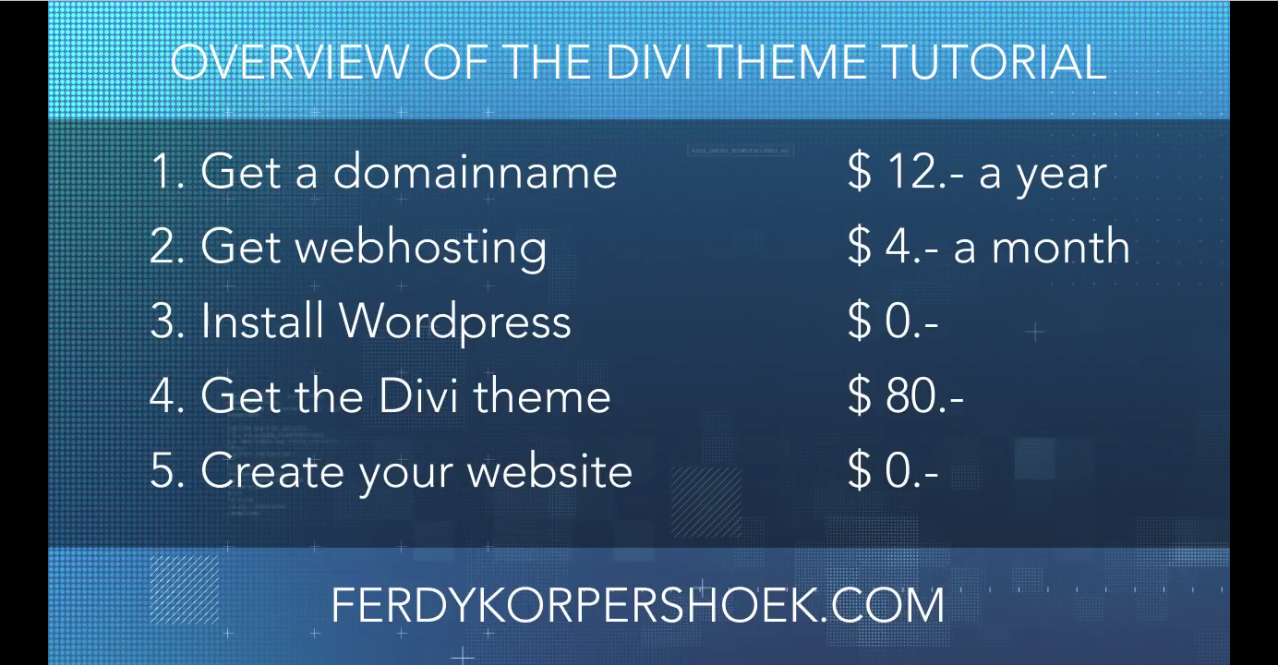 OVERVIEW OF THE DIVI THEME TUTORIAL
1. Get a domainname $ 12.- a year
2. Get webhosting $ 4.- a month
3. Install Wordpress $ 0.-
4. Get the Divi theme $ 80.-
5. Create your website $ 0.-
FERDYKORPERSHOEK.COM